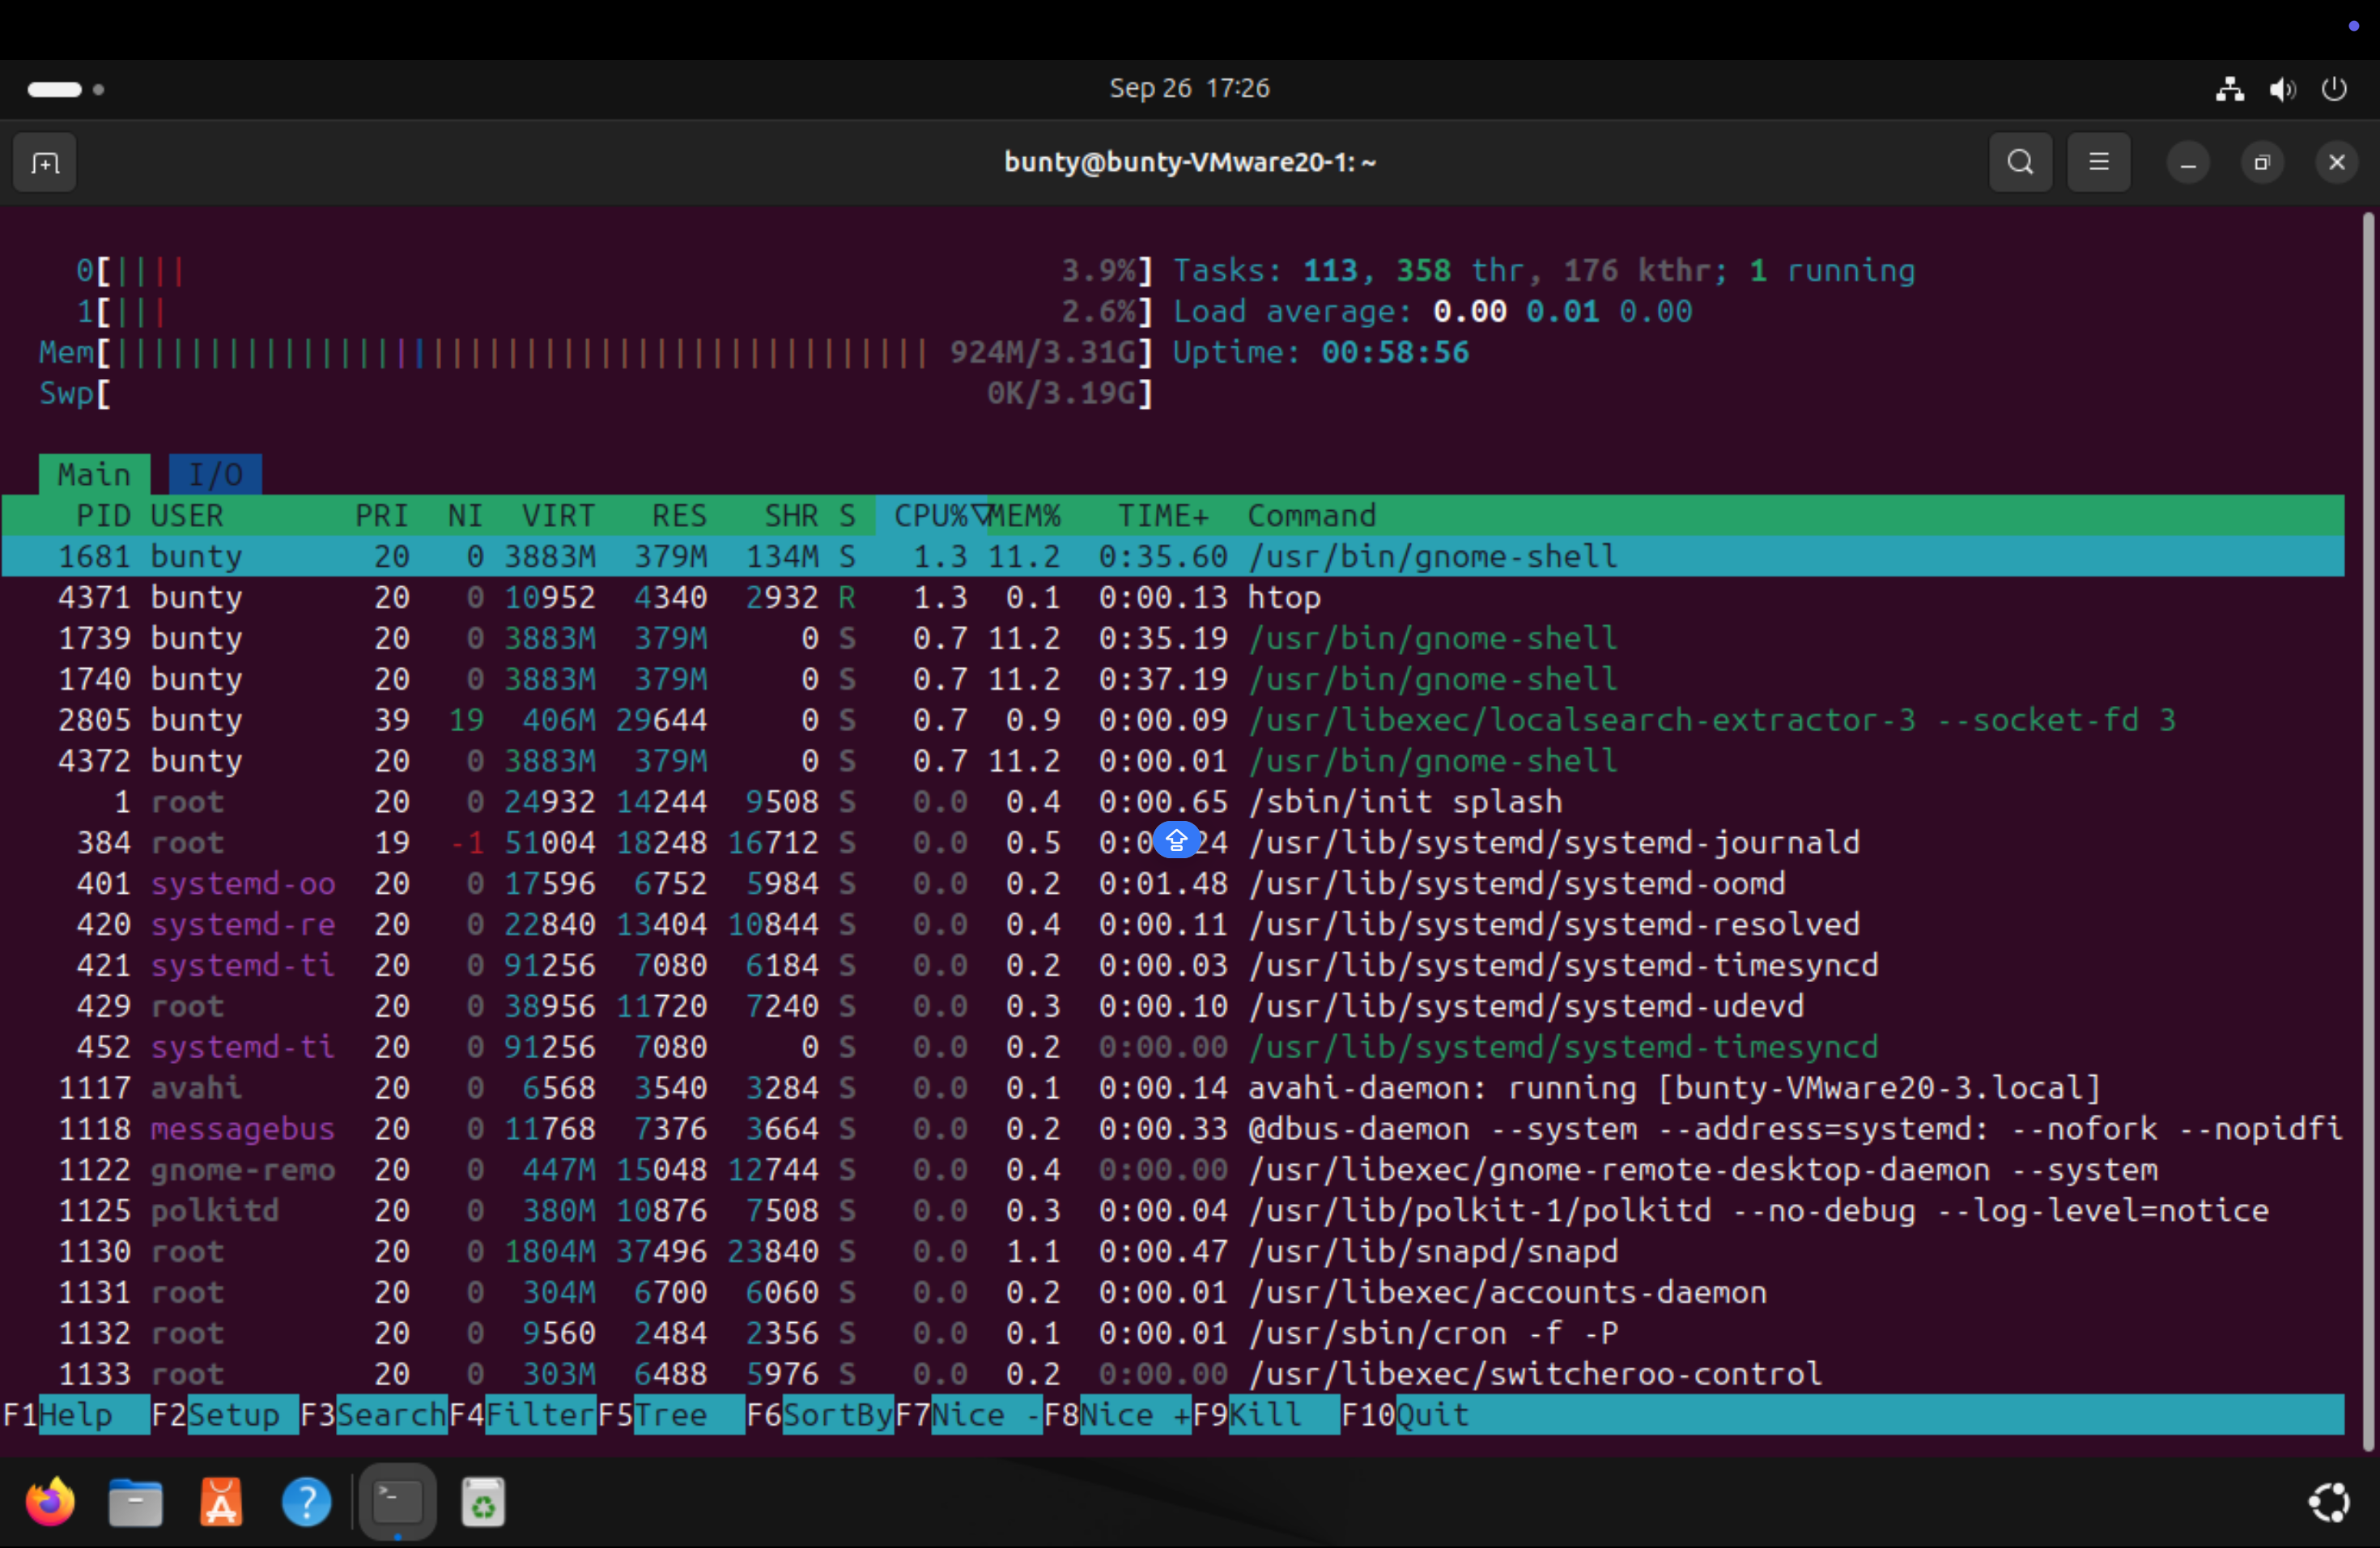 Sep 26 17:26
bunty@bunty-VMware20-1: ~
0[|||| 3.9%] Tasks: 113, 358 thr, 176 kthr; 1 running
1[||| 2.6%] Load average: 0.00 0.01 0.00
Mem[|||||||||||||||||||||||||||||||||||||||||||| 924M/3.31G] Uptime: 00:58:56
Swp[ 0K/3.19G]
Main I/O
PID USER PRI NI VIRT RES SHR S CPU%▽MEM% TIME+ Command
1681 bunty 20 0 3883M 379M 134M S 1.3 11.2 0:35.60 /usr/bin/gnome-shell
4371 bunty 20 0 10952 4340 2932 R 1.3 0.1 0:00.13 htop
1739 bunty 20 0 3883M 379M 0 S 0.7 11.2 0:35.19 /usr/bin/gnome-shell
1740 bunty 20 0 3883M 379M 0 S 0.7 11.2 0:37.19 /usr/bin/gnome-shell
2805 bunty 39 19 406M 29644 0 S 0.7 0.9 0:00.09 /usr/libexec/localsearch-extractor-3 --socket-fd 3
4372 bunty 20 0 3883M 379M 0 S 0.7 11.2 0:00.01 /usr/bin/gnome-shell
1 root 20 0 24932 14244 9508 S 0.0 0.4 0:00.65 /sbin/init splash
384 root 19 -1 51004 18248 16712 S 0.0 0.5 /usr/lib/systemd/systemd-journald
401 systemd-oo 20 0 17596 6752 5984 S 0.0 0.2 0:01.48 /usr/lib/systemd/systemd-oomd
420 systemd-re 20 0 22840 13404 10844 S 0.0 0.4 0:00.11 /usr/lib/systemd/systemd-resolved
421 systemd-ti 20 0 91256 7080 6184 S 0.0 0.2 0:00.03 /usr/lib/systemd/systemd-timesyncd
429 root 20 0 38956 11720 7240 S 0.0 0.3 0:00.10 /usr/lib/systemd/systemd-udevd
452 systemd-ti 20 0 91256 7080 0 S 0.0 0.2 0:00.00 /usr/lib/systemd/systemd-timesyncd
1117 avahi 20 0 6568 3540 3284 S 0.0 0.1 0:00.14 avahi-daemon: running [bunty-VMware20-3.local]
1118 messagebus 20 0 11768 7376 3664 S 0.0 0.2 0:00.33 @dbus-daemon --system --address=systemd: --nofork --nopidfi
1122 gnome-remo 20 0 447M 15048 12744 S 0.0 0.4 0:00.00 /usr/libexec/gnome-remote-desktop-daemon --system
1125 polkitd 20 0 380M 10876 7508 S 0.0 0.3 0:00.04 /usr/lib/polkit-1/polkitd --no-debug --log-level=notice
1130 root 20 0 1804M 37496 23840 S 0.0 1.1 0:00.47 /usr/lib/snapd/snapd
1131 root 20 0 304M 6700 6060 S 0.0 0.2 0:00.01 /usr/libexec/accounts-daemon
1132 root 20 0 9560 2484 2356 S 0.0 0.1 0:00.01 /usr/sbin/cron -f -P
1133 root 20 0 303M 6488 5976 S 0.0 0.2 0:00.00 /usr/libexec/switcheroo-control
F1Help F2Setup F3SearchF4FilterF5Tree F6SortByF7Nice -F8Nice +F9Kill F10Quit